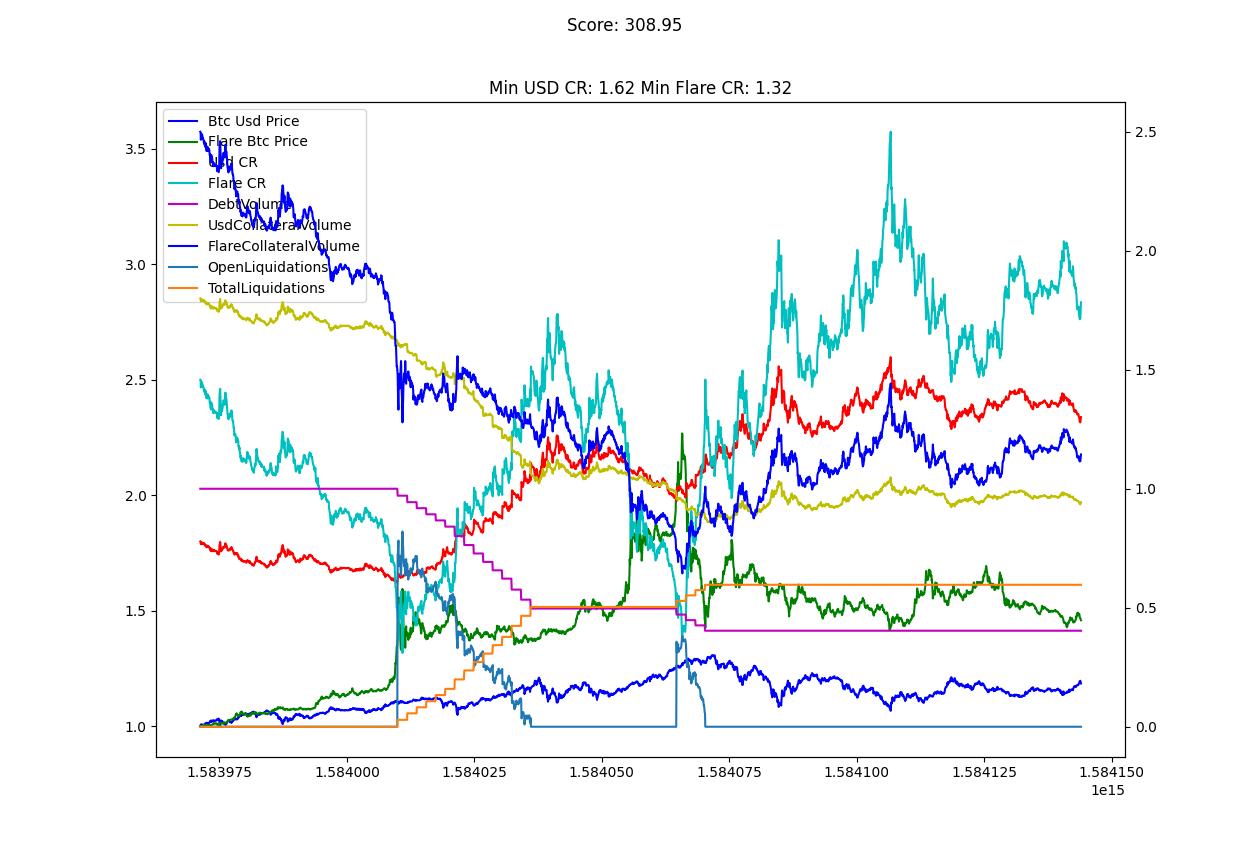 Score: 308.95
Min USD CR: 1.62 Min Flare CR: 1.32
Btc Usd Price
Flare Btc Price
Usd CR
Flare CR
DebtVolume
UsdCollateralVolume
FlareCollateralVolume
OpenLiquidations
TotalLiquidations
3.5
3.0
2.5
2.0
1.5
1.0
2.5
2.0
1.5
1.0
0.5
0.0
1.583975 1.584000 1.584025 1.584050 1.584075 1.584100 1.584125 1.584150
1e15